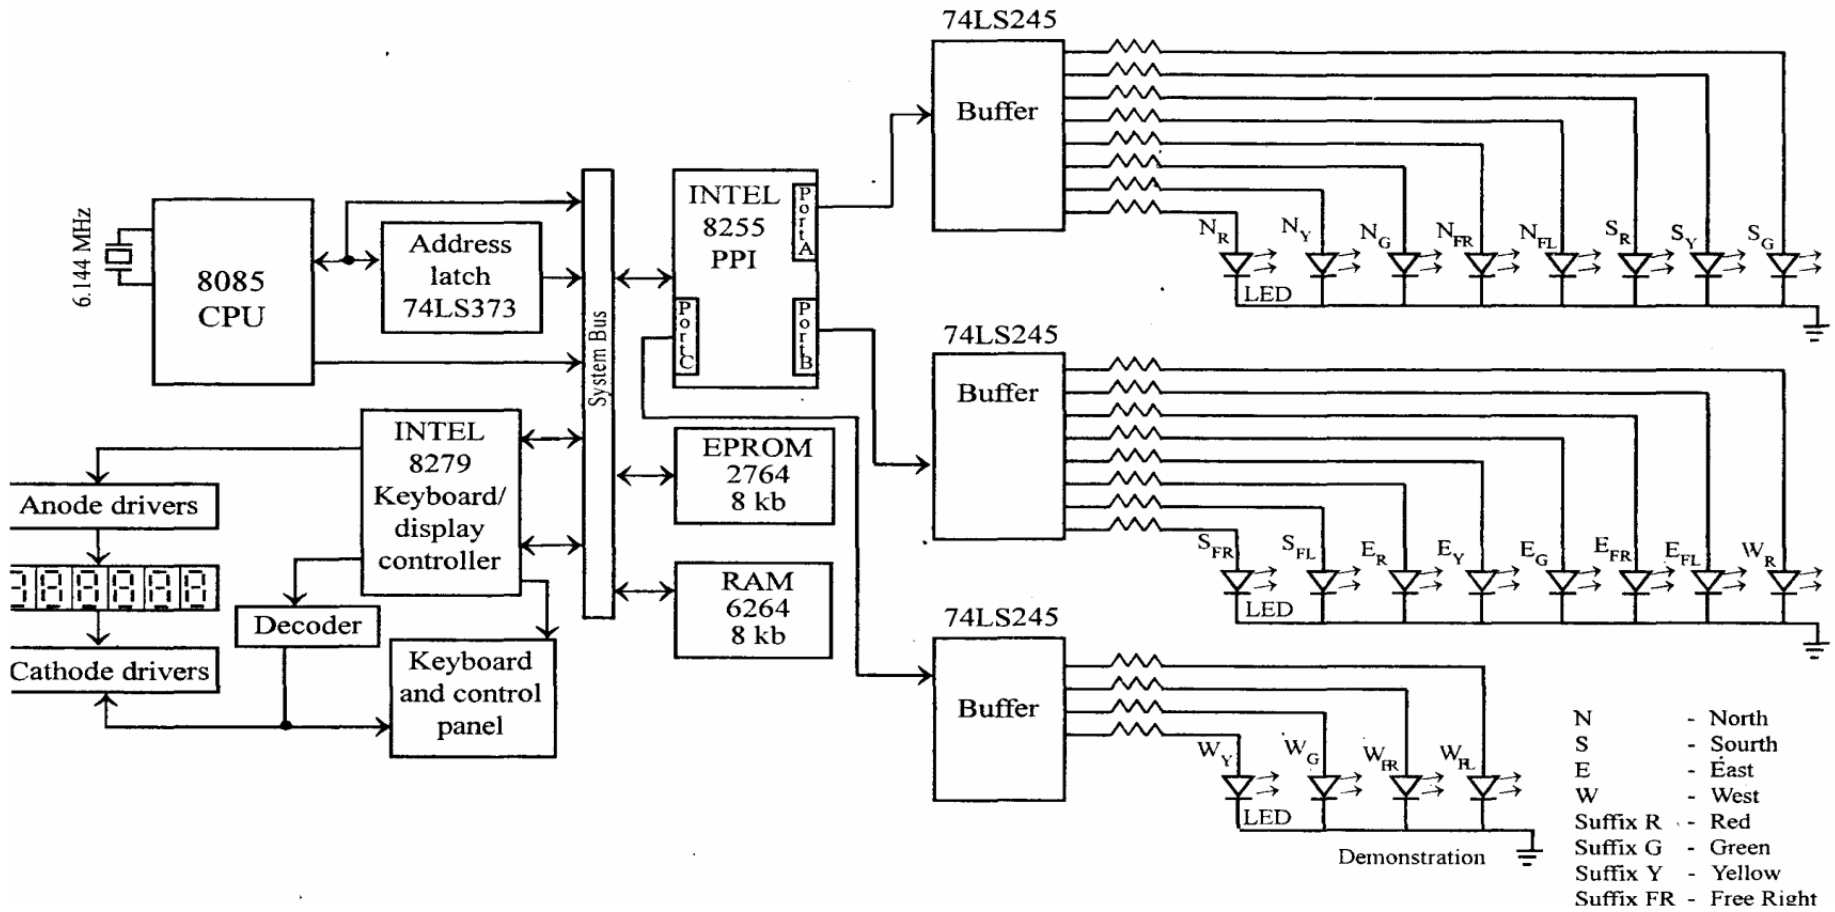 74LS245
Buffer
N_R
N_Y
N_G
N_FR
N_FL
S_R
S_Y
S_G
LED
6.144 MHz
8085
CPU
Address
latch
74LS373
System Bus
INTEL
8255
PPI
Port A
Port C
Port B
74LS245
Buffer
S_FR
S_FL
E_R
E_Y
E_G
E_FR
E_FL
W_R
LED
INTEL
8279
Keyboard/
display
controller
Anode drivers
Decoder
Cathode drivers
Keyboard
and control
panel
EPROM
2764
8 kb
RAM
6264
8 kb
74LS245
Buffer
W_Y
W_G
W_FR
W_FL
LED
Demonstration
N - North
S - Sourth
E - East
W - West
Suffix R - Red
Suffix G - Green
Suffix Y - Yellow
Suffix FR - Free Right